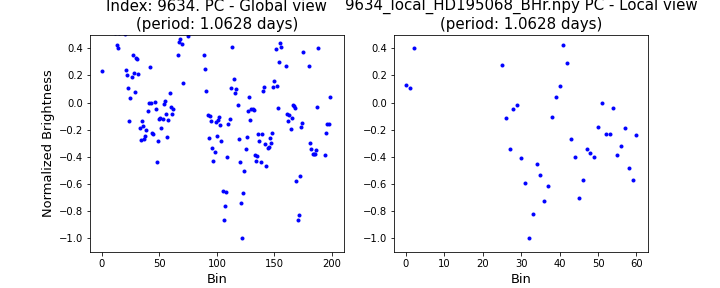 Index: 9634. PC - Global view
(period: 1.0628 days)
9634_local_HD195068_BHr.npy PC - Local view
(period: 1.0628 days)
Normalized Brightness
0.4
0.2
0.0
−0.2
−0.4
−0.6
−0.8
−1.0
0 50 100 150 200
Bin
0.4
0.2
0.0
−0.2
−0.4
−0.6
−0.8
−1.0
0 10 20 30 40 50 60
Bin